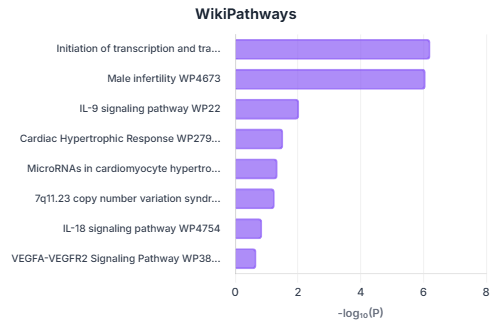 WikiPathways
Initiation of transcription and tra...
Male infertility WP4673
IL-9 signaling pathway WP22
Cardiac Hypertrophic Response WP279...
MicroRNAs in cardiomyocyte hypertro...
7q11.23 copy number variation syndr...
IL-18 signaling pathway WP4754
VEGFA-VEGFR2 Signaling Pathway WP38...
0 2 4 6 8
-log₁₀(P)